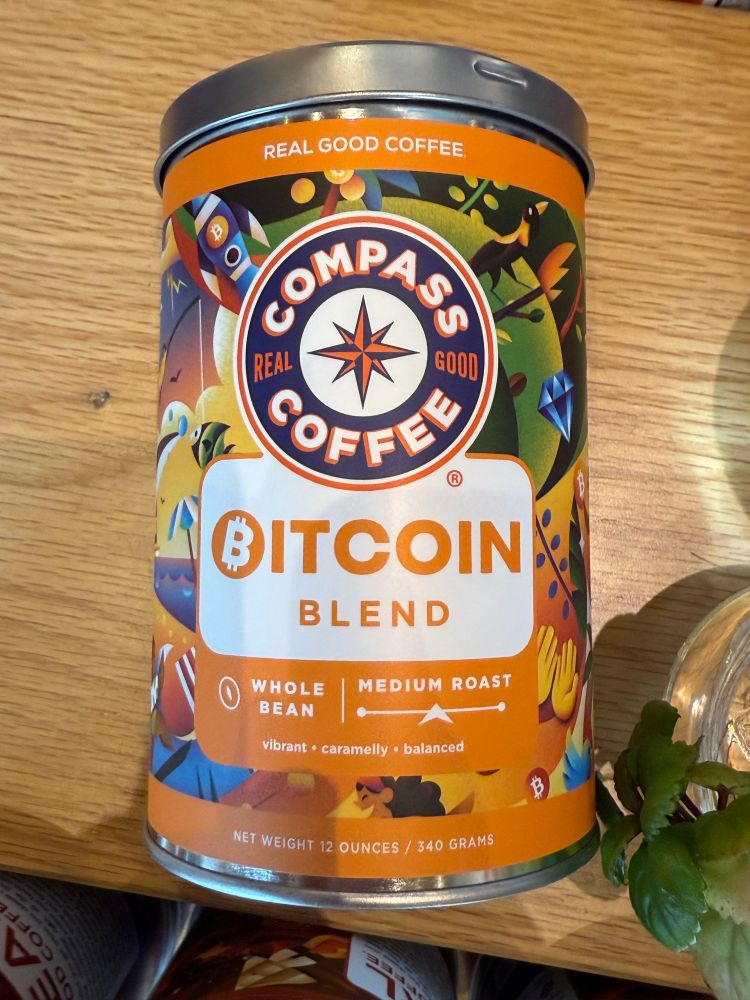 REAL GOOD COFFEE.
COMPASS
REAL GOOD
COFFEE
®
BITCOIN
BLEND
WHOLE
BEAN
MEDIUM ROAST
vibrant • caramelly • balanced
NET WEIGHT 12 OUNCES / 340 GRAMS
COFFEE